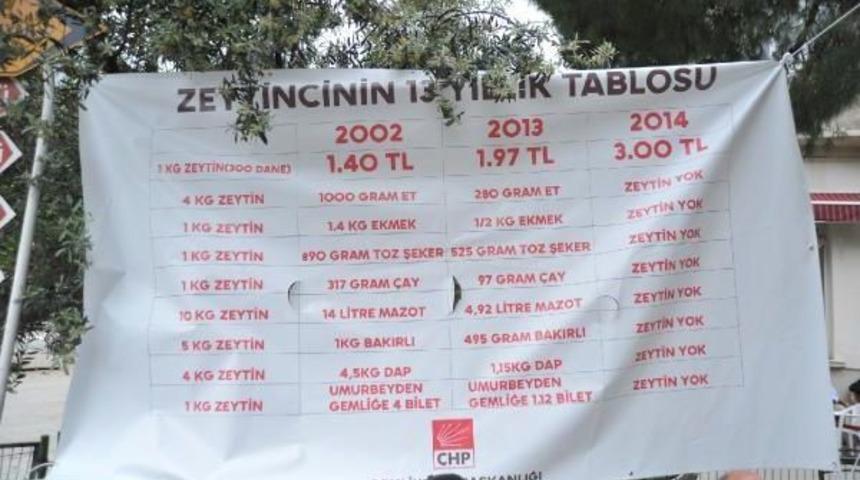 ZEYTİNCİNİN 13 YILLIK TABLOSU
2002 2013 2014
1 KG ZEYTİN(300 DANE) 1.40 TL 1.97 TL 3.00 TL
4 KG ZEYTİN 1000 GRAM ET 280 GRAM ET ZEYTİN YOK
1 KG ZEYTİN 1.4 KG EKMEK 1/2 KG EKMEK ZEYTİN YOK
1 KG ZEYTİN 890 GRAM TOZ ŞEKER 525 GRAM TOZ ŞEKER ZEYTİN YOK
1 KG ZEYTİN 317 GRAM ÇAY 97 GRAM ÇAY ZEYTİN YOK
10 KG ZEYTİN 14 LİTRE MAZOT 4,92 LİTRE MAZOT ZEYTİN YOK
5 KG ZEYTİN 1KG BAKIRLI 495 GRAM BAKIRLI ZEYTİN YOK
4 KG ZEYTİN 4,5KG DAP 1,15KG DAP ZEYTİN YOK
1 KG ZEYTİN UMURBEYDEN GEMLİĞE 4 BİLET UMURBEYDEN GEMLİĞE 1.12 BİLET ZEYTİN YOK
CHP
BAŞKANLIĞI